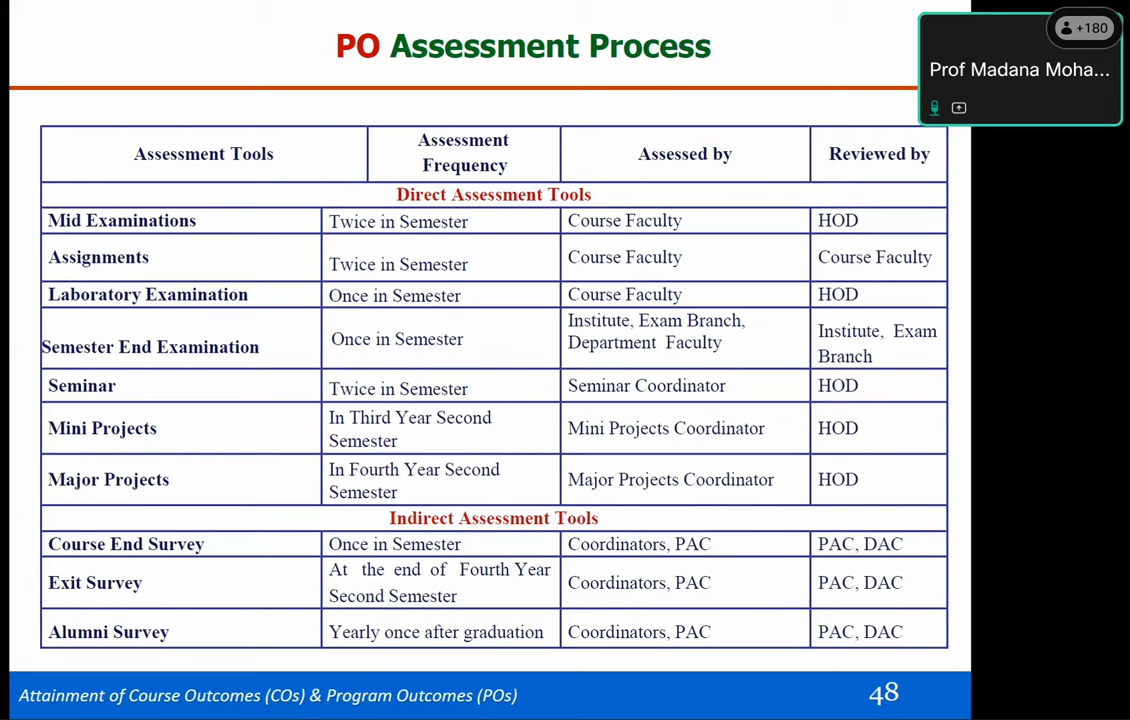 PO Assessment Process
+180
Prof Madana Moha...
Assessment Tools
Assessment
Frequency
Assessed by
Reviewed by
Direct Assessment Tools
Mid Examinations
Twice in Semester
Course Faculty
HOD
Assignments
Twice in Semester
Course Faculty
Course Faculty
Laboratory Examination
Once in Semester
Course Faculty
HOD
Semester End Examination
Once in Semester
Institute, Exam Branch,
Department Faculty
Institute, Exam
Branch
Seminar
Twice in Semester
Seminar Coordinator
HOD
Mini Projects
In Third Year Second
Semester
Mini Projects Coordinator
HOD
Major Projects
In Fourth Year Second
Semester
Major Projects Coordinator
HOD
Indirect Assessment Tools
Course End Survey
Once in Semester
Coordinators, PAC
PAC, DAC
Exit Survey
At the end of Fourth Year
Second Semester
Coordinators, PAC
PAC, DAC
Alumni Survey
Yearly once after graduation
Coordinators, PAC
PAC, DAC
Attainment of Course Outcomes (COs) & Program Outcomes (POs)
48